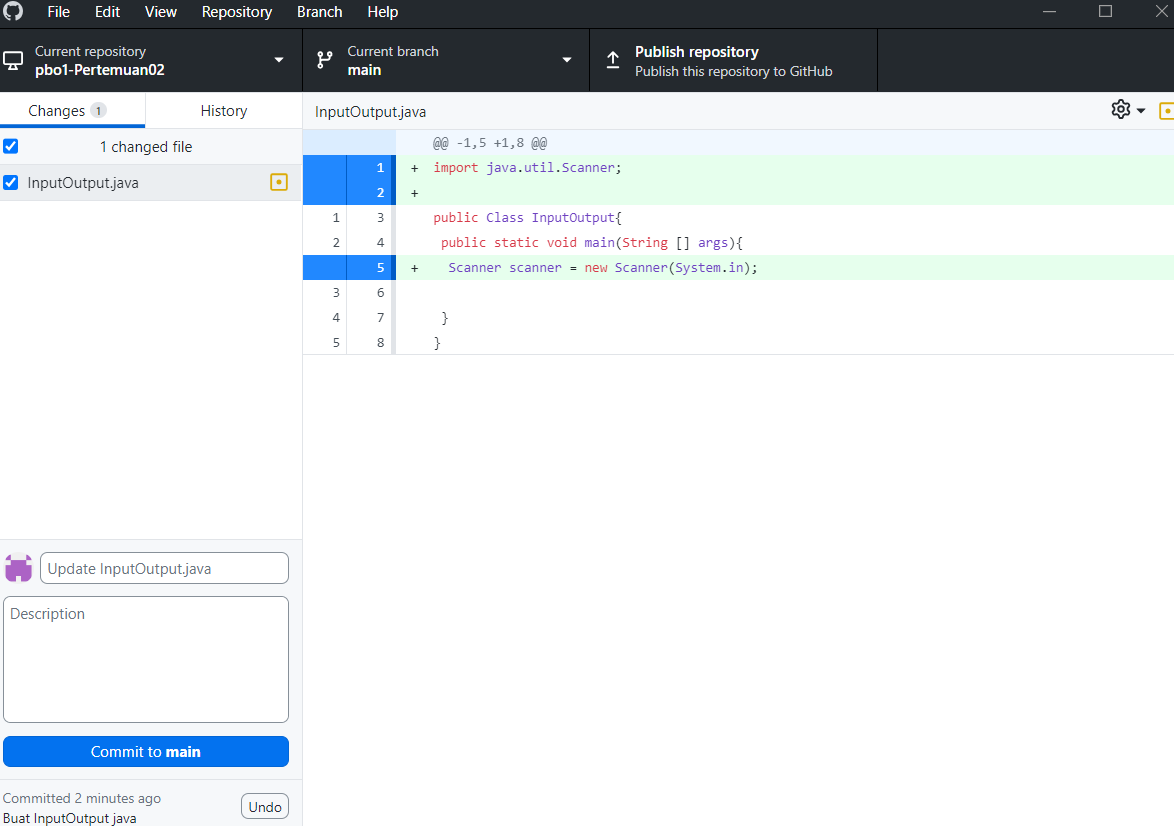 File Edit View Repository Branch Help
Current repository
pbo1-Pertemuan02
Current branch
main
Publish repository
Publish this repository to GitHub
Changes 1
History
1 changed file
InputOutput.java
InputOutput.java
@@ -1,5 +1,8 @@
1 + import java.util.Scanner;
2 +
1 3 public Class InputOutput{
2 4 public static void main(String [] args){
5 + Scanner scanner = new Scanner(System.in);
3 6
4 7 }
5 8 }
Update InputOutput.java
Description
Commit to main
Committed 2 minutes ago
Buat InputOutput java
Undo